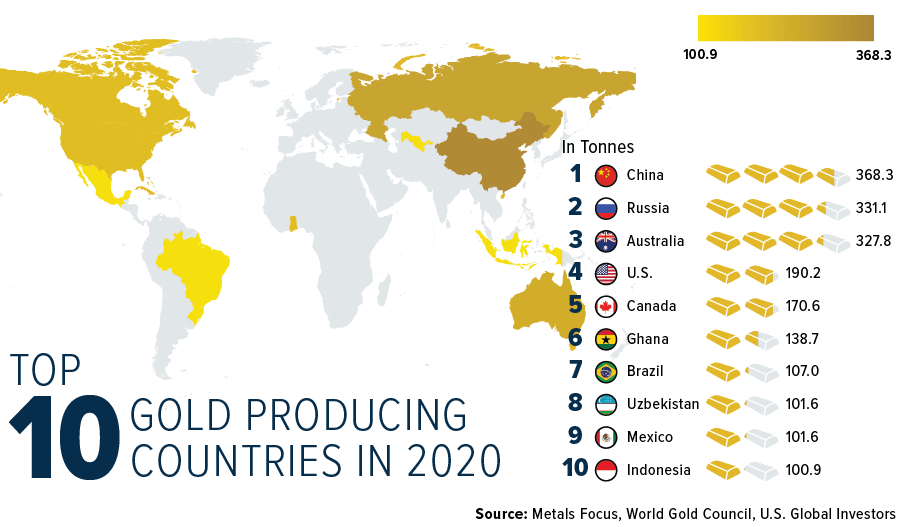 100.9 368.3
In Tonnes
1 China 368.3
2 Russia 331.1
3 Australia 327.8
4 U.S. 190.2
5 Canada 170.6
6 Ghana 138.7
7 Brazil 107.0
8 Uzbekistan 101.6
9 Mexico 101.6
10 Indonesia 100.9
TOP
10 GOLD PRODUCING
COUNTRIES IN 2020
Source: Metals Focus, World Gold Council, U.S. Global Investors